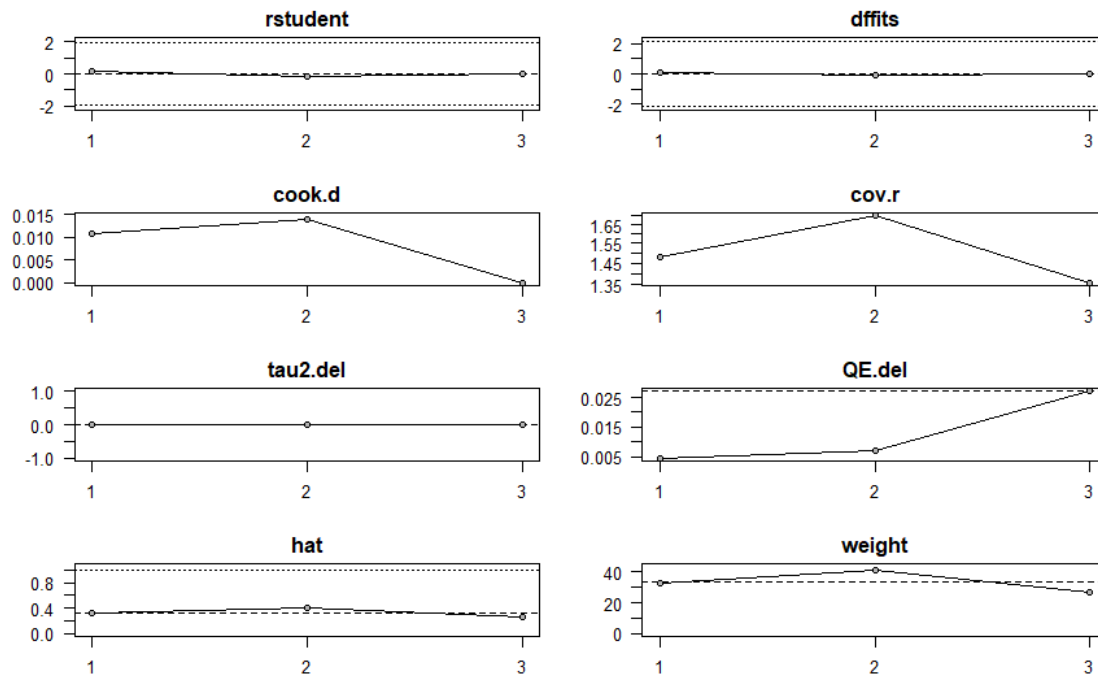 rstudent
2
0
-2
1 2 3
dffits
2
0
-2
1 2 3
cook.d
0.015
0.010
0.005
0.000
1 2 3
cov.r
1.65
1.55
1.45
1.35
1 2 3
tau2.del
1.0
0.0
-1.0
1 2 3
QE.del
0.025
0.015
0.005
1 2 3
hat
0.8
0.4
0.0
1 2 3
weight
40
20
0
1 2 3